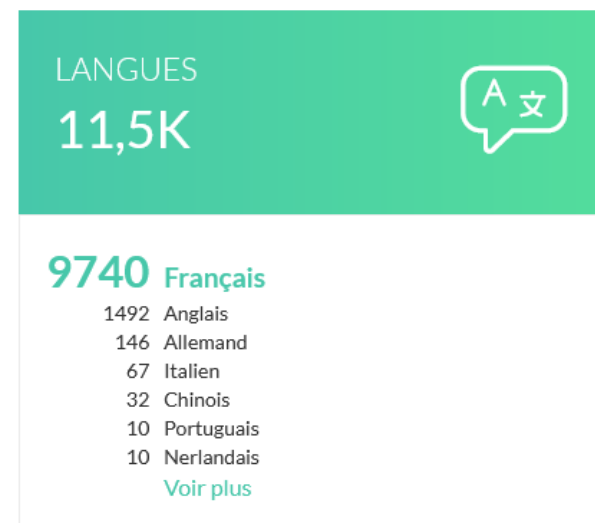 LANGUES
11,5K
A 文
9740 Français
1492 Anglais
146 Allemand
67 Italien
32 Chinois
10 Portuguais
10 Nerlandais
Voir plus